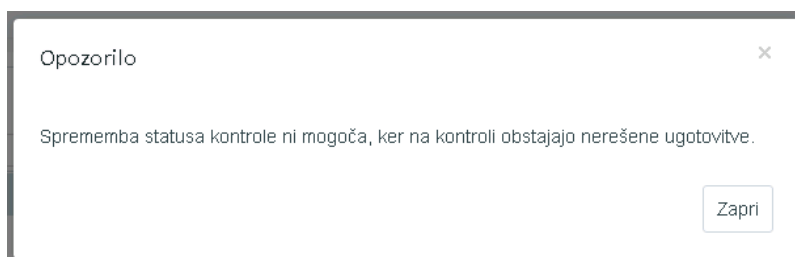 Opozorilo
×
Sprememba statusa kontrole ni mogoča, ker na kontroli obstajajo nerešene ugotovitve.
Zapri